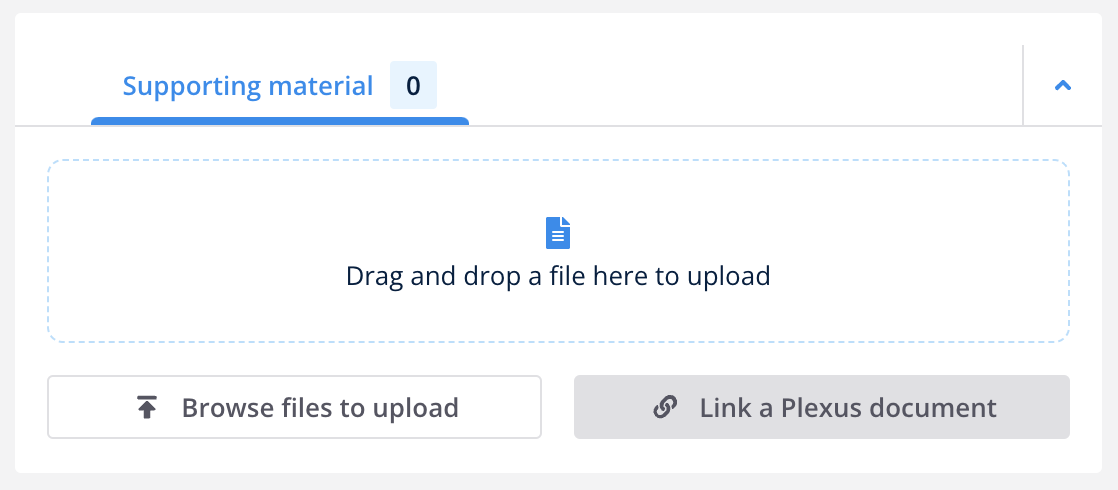 Supporting material 0
Drag and drop a file here to upload
Browse files to upload
Link a Plexus document